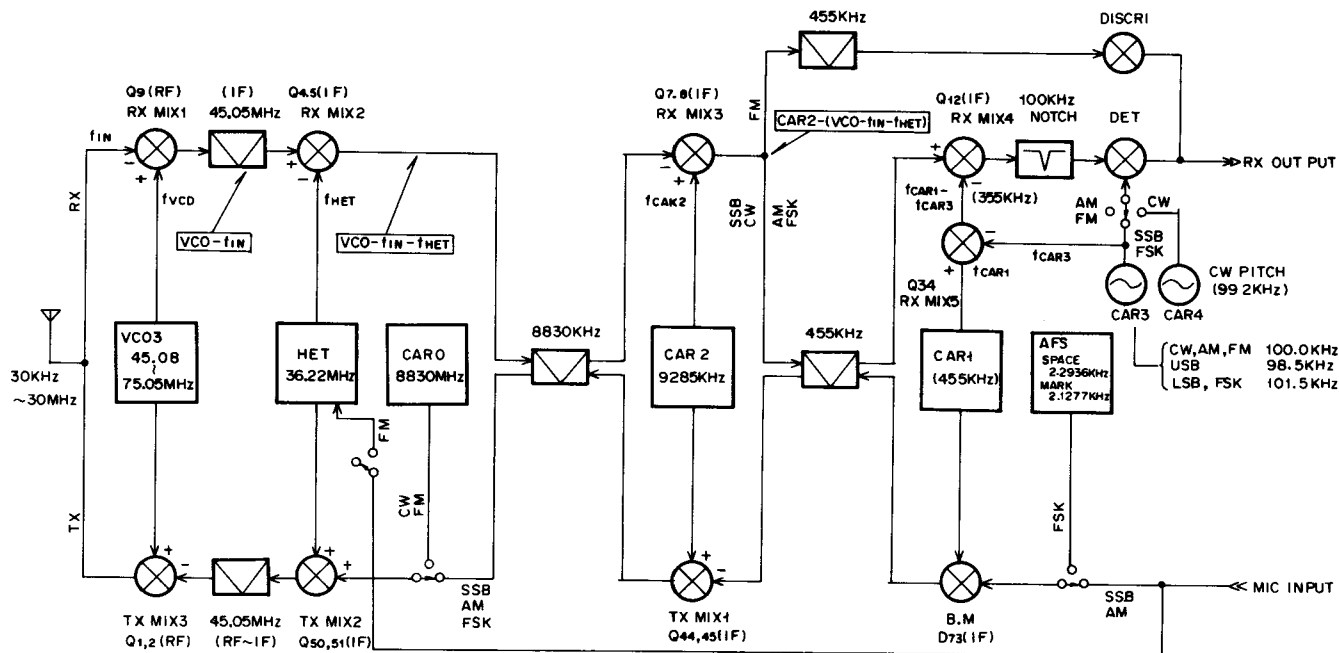 455KHz
DISCRI
Q9(RF)
RX MIX1
(IF)
45.05MHz
Q4.5(IF)
RX MIX2
Q7.8(IF)
RX MIX3
FM
CAR2-(VCO-fIN-fHET)
Q12(IF)
RX MIX4
100KHz
NOTCH
DET
fIN
RX OUT PUT
RX
fVCD
VCO-fIN
fHET
VCO-fIN-fHET
fCAK2
SSB
CW
AM
FSK
fCAR1-
fCAR3
(355KHz)
AM
FM
CW
SSB
FSK
fCAR3
fCAR1
Q34
RX MIX5
CW PITCH
(99.2KHz)
CAR3
CAR4
30KHz
~30MHz
VCO3
45.08
~
75.05MHz
HET
36.22MHz
CAR0
8830MHz
8830KHz
CAR 2
9285KHz
455KHz
CAR1
(455KHz)
AFS
SPACE
2.2936KHz
MARK
2.1277KHz
CW,AM,FM 100.0KHz
USB 98.5KHz
LSB, FSK 101.5KHz
FM
TX
CW
FM
FSK
SSB
AM
FSK
SSB
AM
MIC INPUT
TX MIX3
Q1,2(RF)
45.05MHz
(RF~IF)
TX MIX2
Q50,51(IF)
TX MIX1
Q44,45(IF)
B.M
D73(IF)